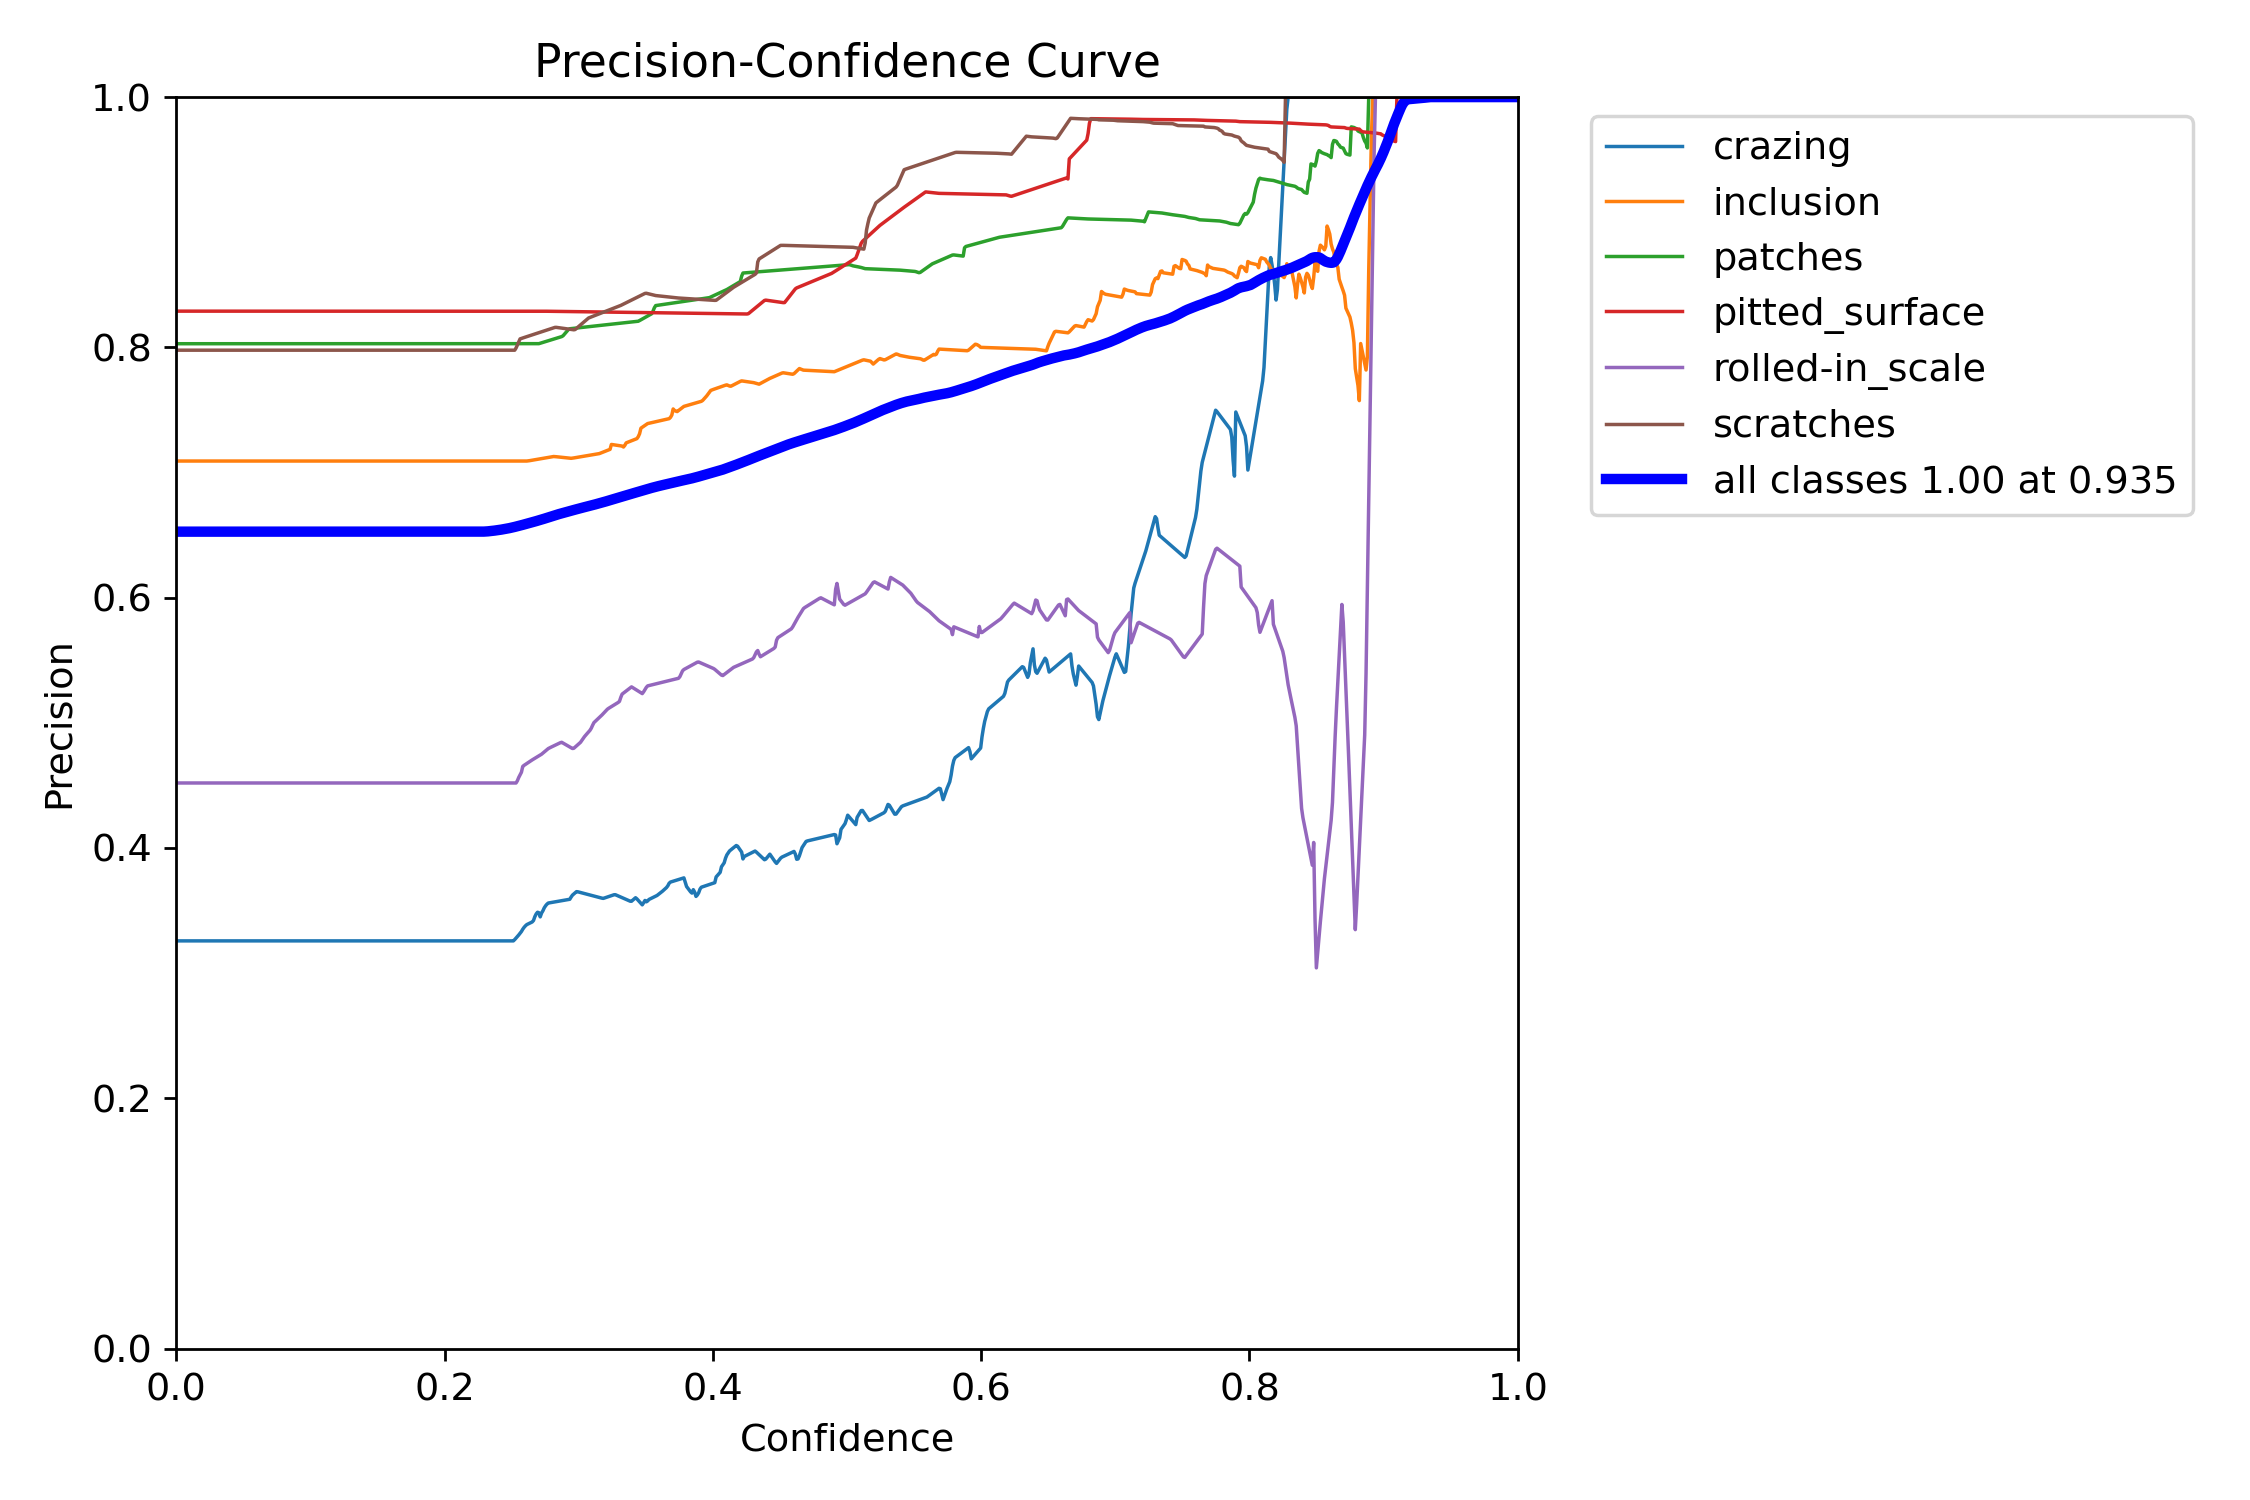 Precision-Confidence Curve
1.0
0.8
0.6
0.4
0.2
0.0
Precision
0.0 0.2 0.4 0.6 0.8 1.0
Confidence
crazing
inclusion
patches
pitted_surface
rolled-in_scale
scratches
all classes 1.00 at 0.935